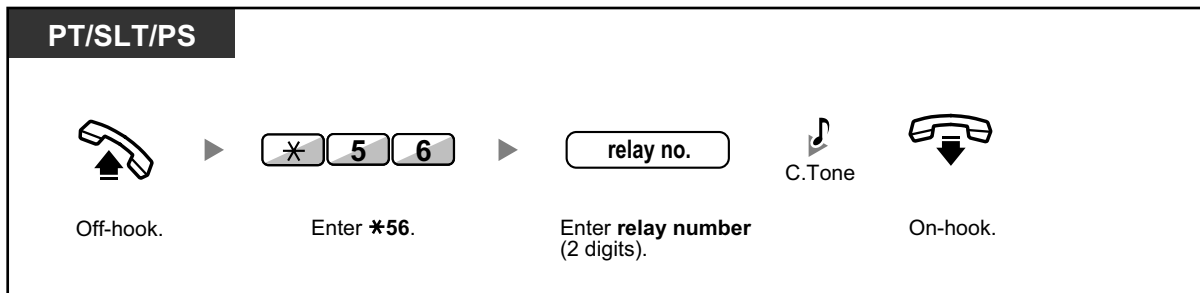 PT/SLT/PS
* 5 6
relay no.
C.Tone
Off-hook.
Enter *56.
Enter relay number
(2 digits).
On-hook.